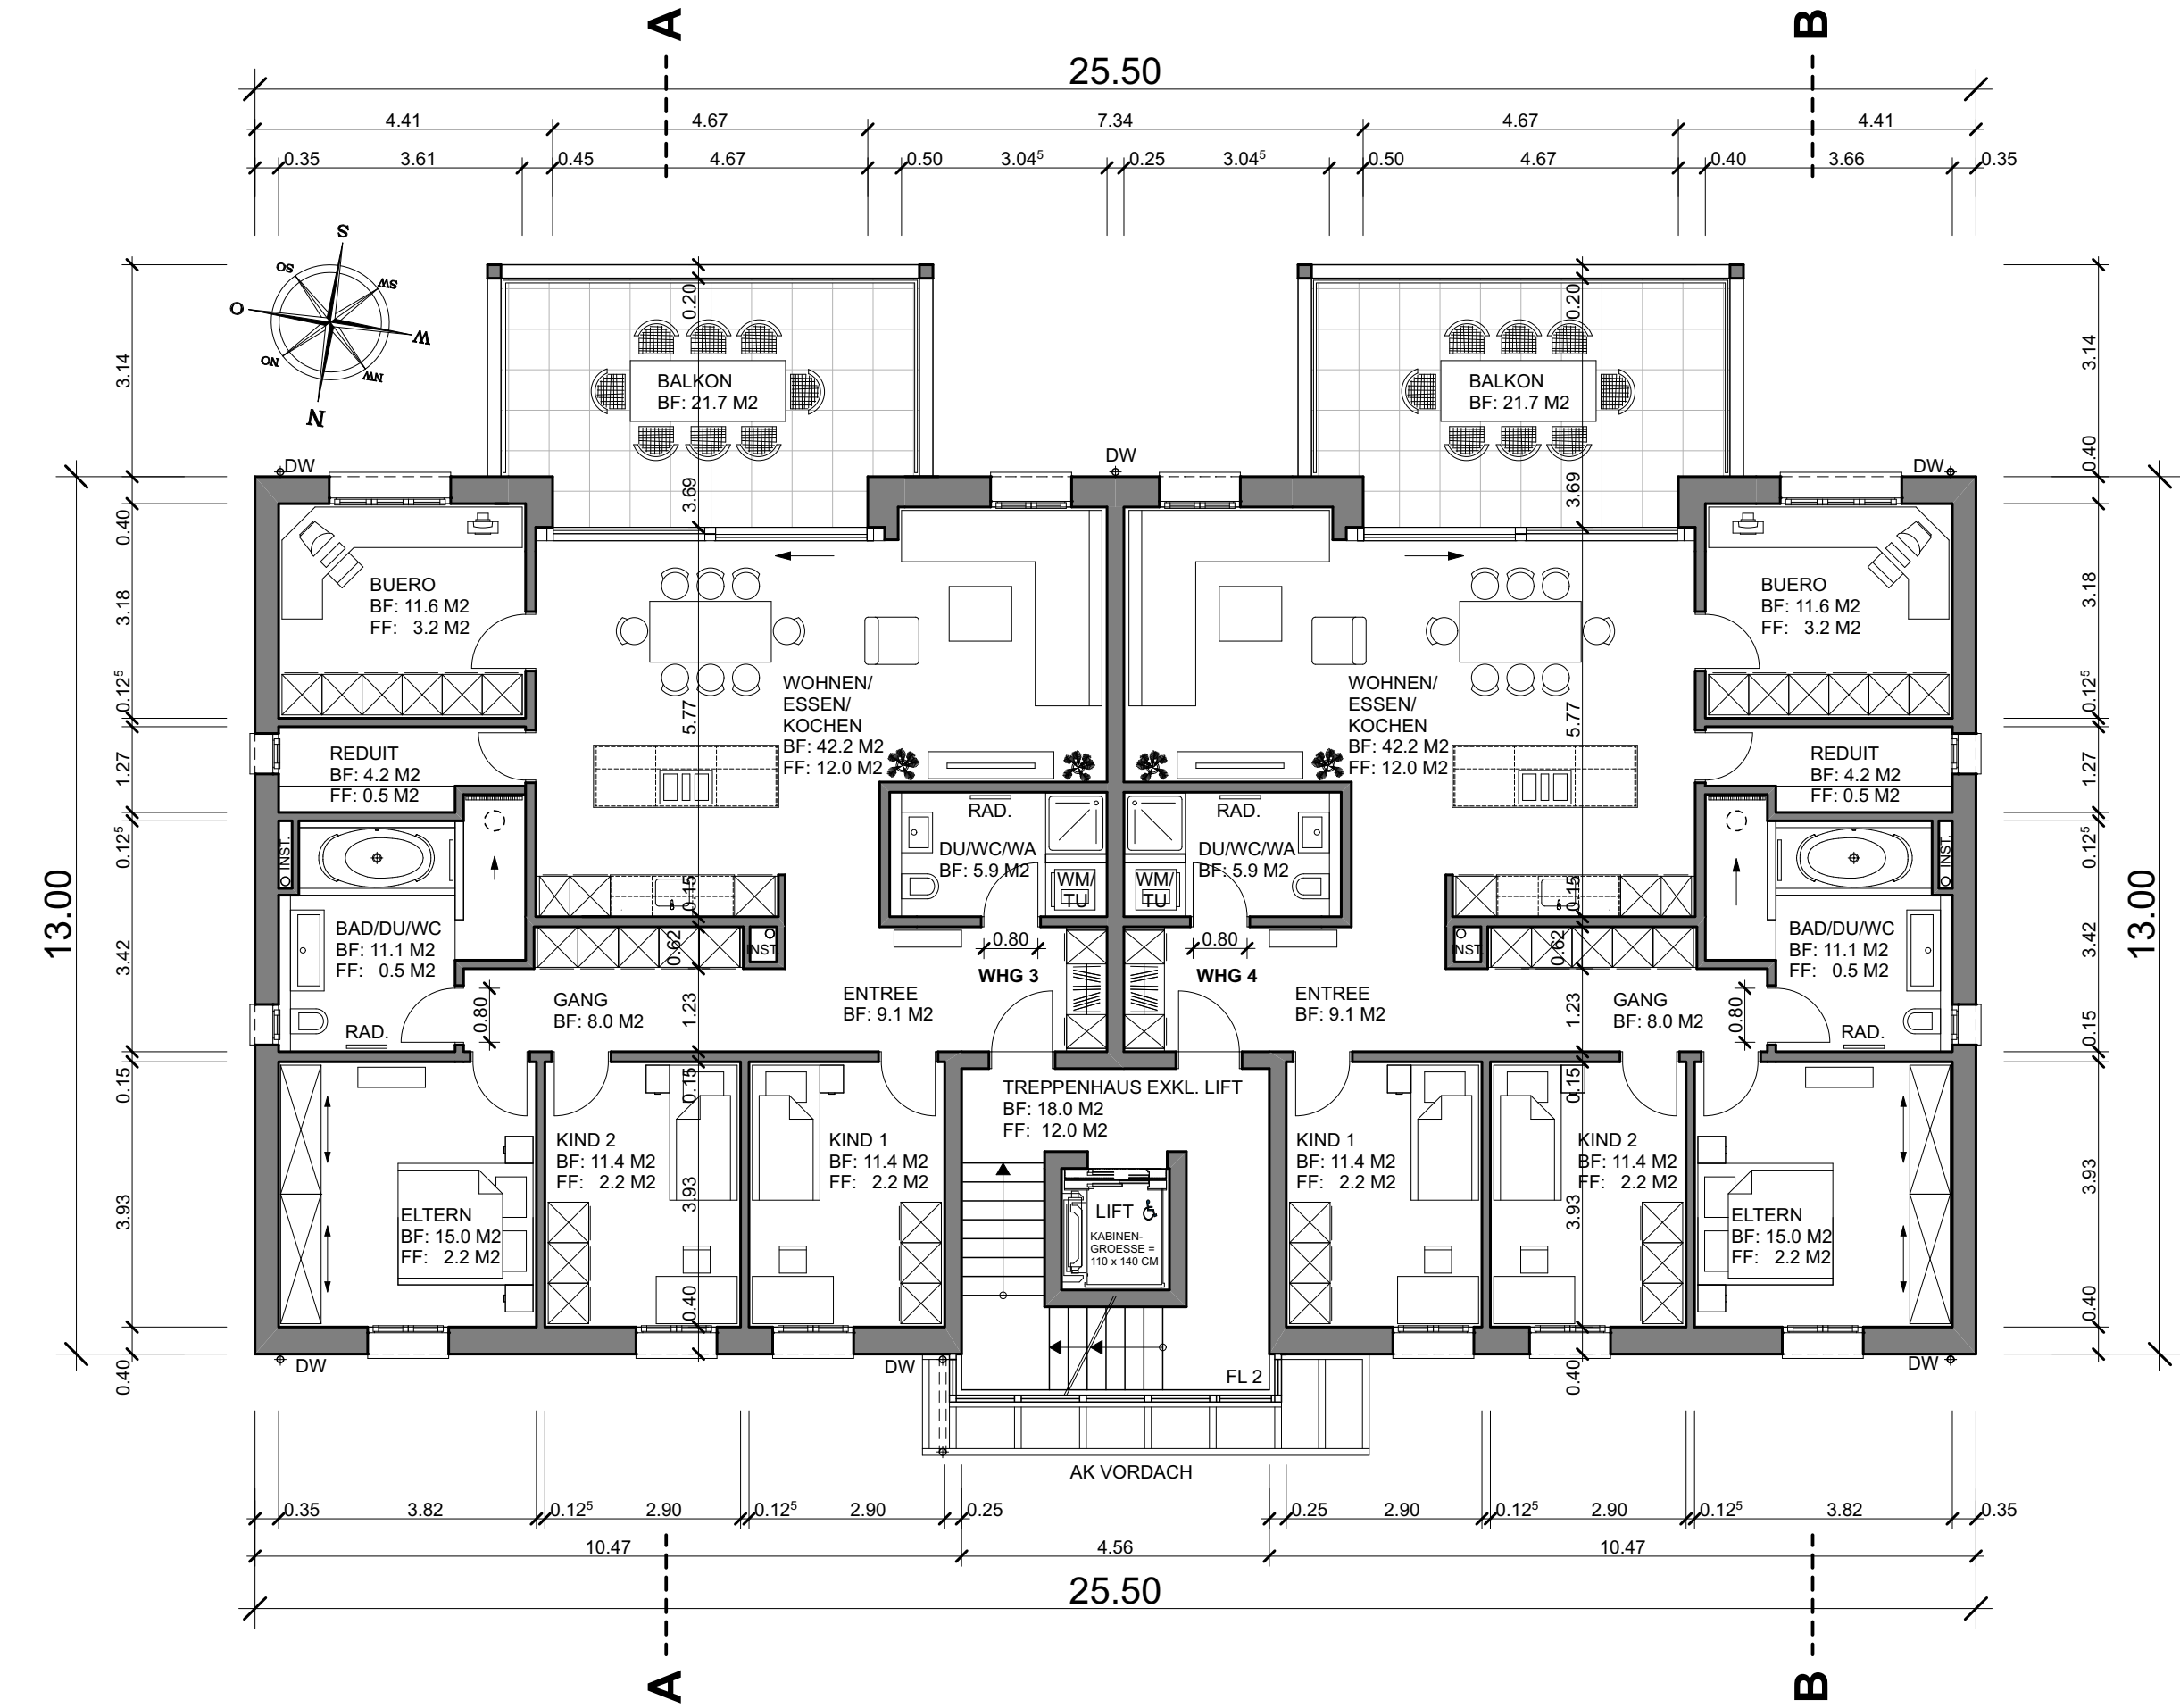 A
B
25.50
4.41 4.67 7.34 4.67 4.41
0.35 3.61 0.45 4.67 0.50 3.04⁵ 0.25 3.04⁵ 0.50 4.67 0.40 3.66 0.35
S
SO
SW
O
W
NO
NW
N
0.20
0.20
3.14
3.14
BALKON
BF: 21.7 M2
BALKON
BF: 21.7 M2
DW
DW
DW
3.69
3.69
0.40
0.40
BUERO
BF: 11.6 M2
FF: 3.2 M2
BUERO
BF: 11.6 M2
FF: 3.2 M2
3.18
3.18
WOHNEN/
ESSEN/
KOCHEN
BF: 42.2 M2
FF: 12.0 M2
WOHNEN/
ESSEN/
KOCHEN
BF: 42.2 M2
FF: 12.0 M2
0.12⁵
5.77
5.77
0.12⁵
REDUIT
BF: 4.2 M2
FF: 0.5 M2
REDUIT
BF: 4.2 M2
FF: 0.5 M2
1.27
1.27
RAD.
RAD.
DU/WC/WA
BF: 5.9 M2
DU/WC/WA
BF: 5.9 M2
WM/
TU
WM/
TU
INST.
INST.
0.12⁵
0.12⁵
13.00
13.00
0.15
0.15
BAD/DU/WC
BF: 11.1 M2
FF: 0.5 M2
BAD/DU/WC
BF: 11.1 M2
FF: 0.5 M2
3.42
3.42
0.62
INST.
0.80
0.80
INST.
0.62
WHG 3
WHG 4
GANG
BF: 8.0 M2
ENTREE
BF: 9.1 M2
ENTREE
BF: 9.1 M2
GANG
BF: 8.0 M2
0.80
1.23
1.23
0.80
RAD.
RAD.
0.15
0.15
0.15
0.15
TREPPENHAUS EXKL. LIFT
BF: 18.0 M2
FF: 12.0 M2
KIND 2
BF: 11.4 M2
FF: 2.2 M2
KIND 1
BF: 11.4 M2
FF: 2.2 M2
KIND 1
BF: 11.4 M2
FF: 2.2 M2
KIND 2
BF: 11.4 M2
FF: 2.2 M2
3.93
3.93
3.93
3.93
ELTERN
BF: 15.0 M2
FF: 2.2 M2
LIFT
KABINEN-
GROESSE =
110 x 140 CM
ELTERN
BF: 15.0 M2
FF: 2.2 M2
0.40
0.40
0.40
0.40
DW
DW
DW
FL 2
AK VORDACH
0.35 3.82 0.12⁵ 2.90 0.12⁵ 2.90 0.25 0.25 2.90 0.12⁵ 2.90 0.12⁵ 3.82 0.35
10.47 4.56 10.47
25.50
A
B